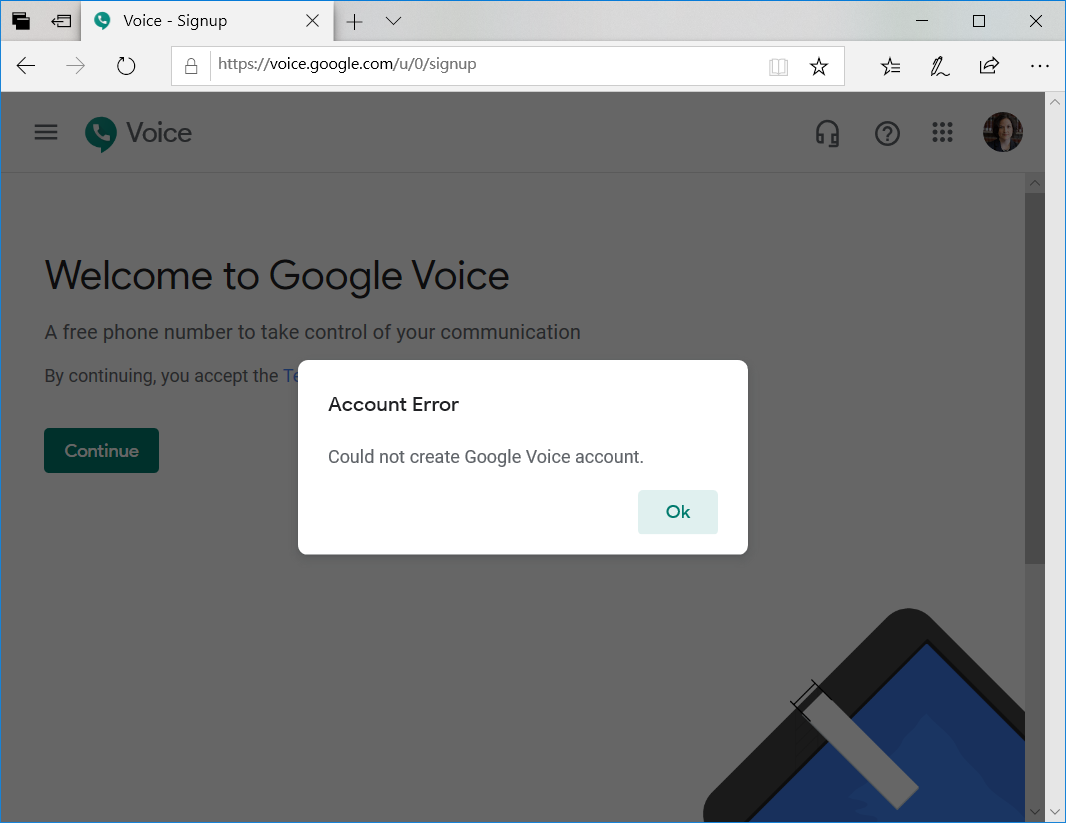 Voice - Signup
https://voice.google.com/u/0/signup
Voice
Welcome to Google Voice
A free phone number to take control of your communication
By continuing, you accept the Te
Continue
Account Error
Could not create Google Voice account.
Ok